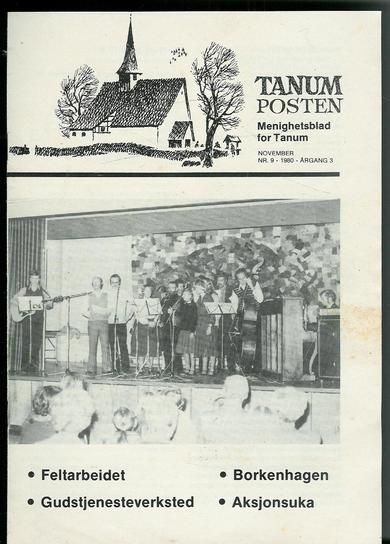 TANUM
POSTEN
Menighetsblad
for Tanum
NOVEMBER
NR. 9 - 1980 - ÅRGANG 3
• Feltarbeidet
• Gudstjenesteverksted
• Borkenhagen
• Aksjonsuka